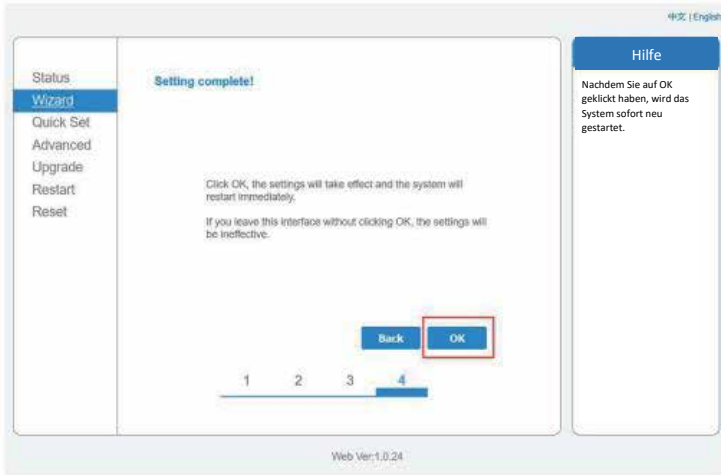 中文 | English
Status
Wizard
Quick Set
Advanced
Upgrade
Restart
Reset
Setting complete!
Click OK, the settings will take effect and the system will
restart immediately.
If you leave this interface without clicking OK, the settings will
be ineffective.
Back
OK
1 2 3 4
Hilfe
Nachdem Sie auf OK
geklickt haben, wird das
System sofort neu
gestartet.
Web Ver:1.0.24